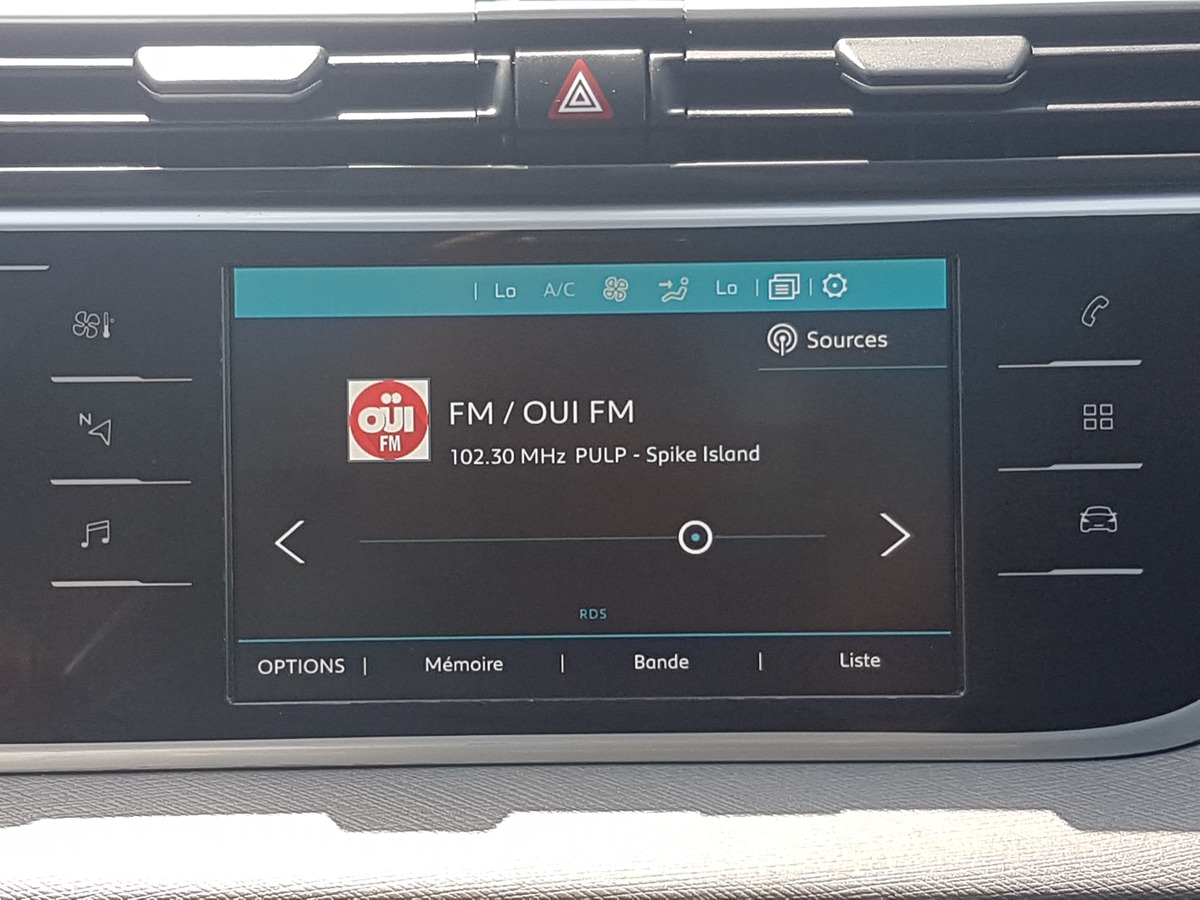 | Lo A/C Lo | |
Sources
OÜI
FM
FM / OUI FM
102.30 MHz PULP - Spike Island
N
RDS
OPTIONS | Mémoire | Bande | Liste